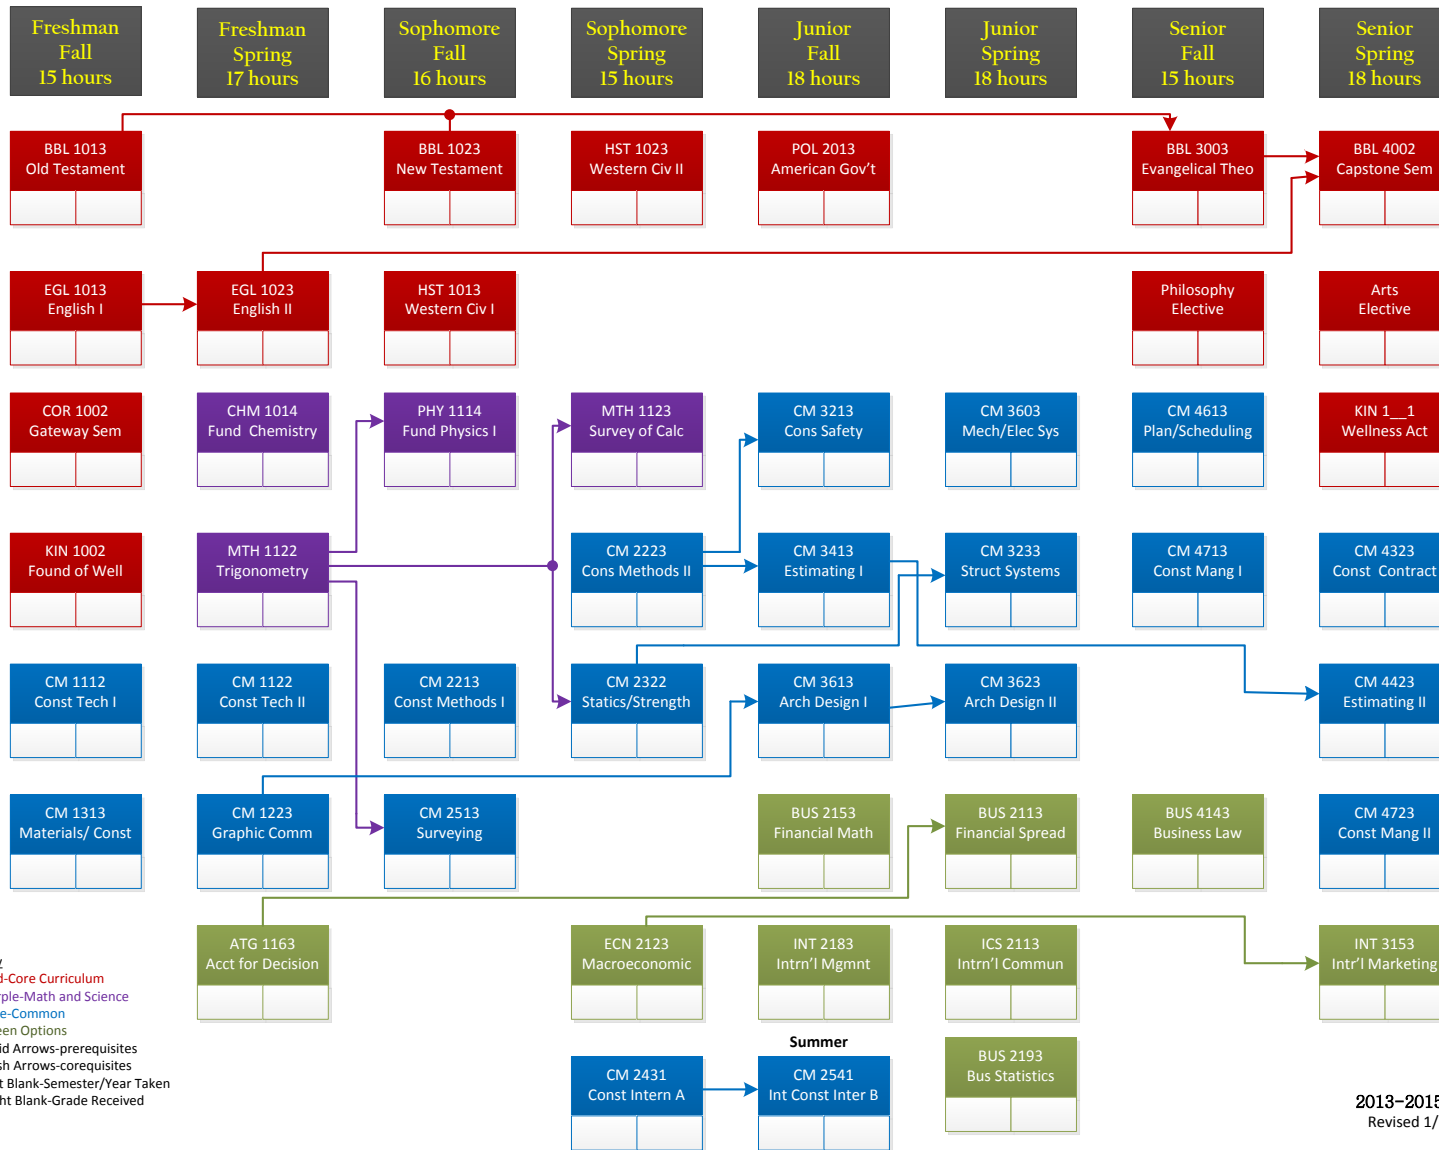 Freshman
Fall
15 hours
Freshman
Spring
17 hours
Sophomore
Fall
16 hours
Sophomore
Spring
15 hours
Junior
Fall
18 hours
Junior
Spring
18 hours
Senior
Fall
15 hours
Senior
Spring
18 hours
BBL 1013
Old Testament
BBL 1023
New Testament
HST 1023
Western Civ II
POL 2013
American Gov't
BBL 3003
Evangelical Theo
BBL 4002
Capstone Sem
EGL 1013
English I
EGL 1023
English II
HST 1013
Western Civ I
Philosophy
Elective
Arts
Elective
COR 1002
Gateway Sem
CHM 1014
Fund  Chemistry
PHY 1114
Fund Physics I
MTH 1123
Survey of Calc
CM 3213
Cons Safety
CM 3603
Mech/Elec Sys
CM 4613
Plan/Scheduling
KIN 1__1
Wellness Act
KIN 1002
Found of Well
MTH 1122
Trigonometry
CM 2223
Cons Methods II
CM 3413
Estimating I
CM 3233
Struct Systems
CM 4713
Const Mang I
CM 4323
Const  Contract
CM 1112
Const Tech I
CM 1122
Const Tech II
CM 2213
Const Methods I
CM 2322
Statics/Strength
CM 3613
Arch Design I
CM 3623
Arch Design II
CM 4423
Estimating II
CM 1313
Materials/ Const
CM 1223
Graphic Comm
CM 2513
Surveying
BUS 2153
Financial Math
BUS 2113
Financial Spread
BUS 4143
Business Law
CM 4723
Const Mang II
ATG 1163
Acct for Decision
ECN 2123
Macroeconomic
INT 2183
Intrn'l Mgmnt
ICS 2113
Intrn'l Commun
INT 3153
Intr'l Marketing
y
d-Core Curriculum
rple-Math and Science
e-Common
een Options
id Arrows-prerequisites
sh Arrows-corequisites
t Blank-Semester/Year Taken
ht Blank-Grade Received
Summer
CM 2431
Const Intern A
CM 2541
Int Const Inter B
BUS 2193
Bus Statistics
2013-2015
Revised 1/